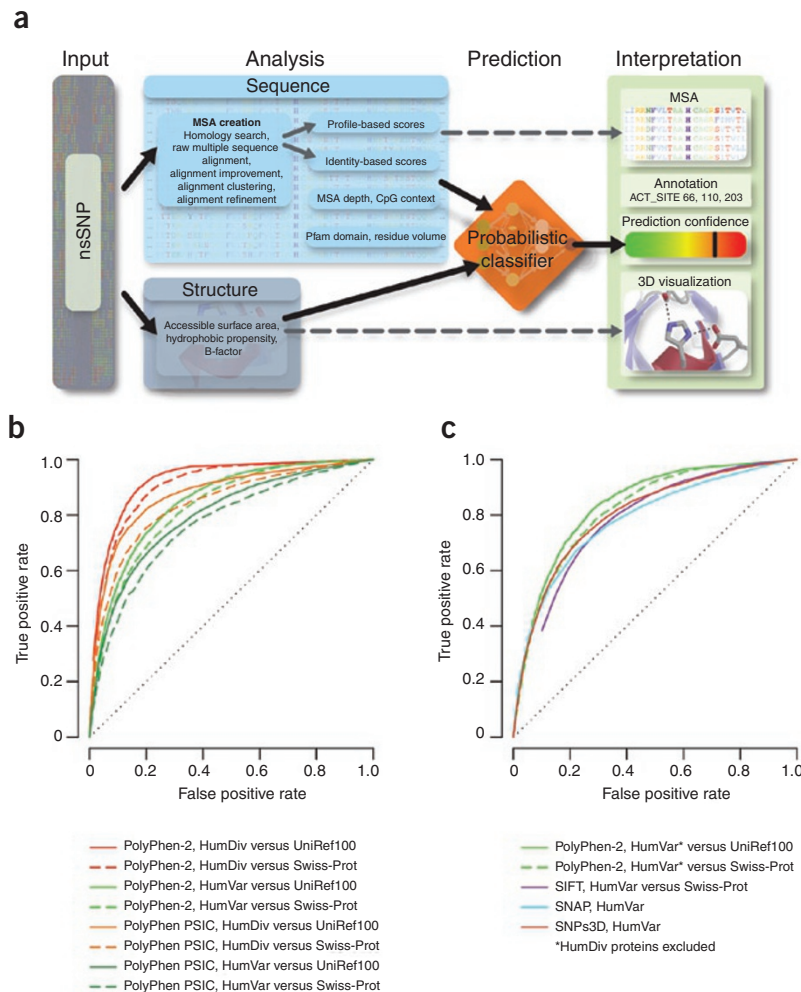 a
Input
Analysis
Prediction
Interpretation
nsSNP
Sequence
MSA creation
Homology search,
raw multiple sequence
alignment,
alignment improvement,
alignment clustering,
alignment refinement
Profile-based scores
Identity-based scores
MSA depth, CpG context
Pfam domain, residue volume
Structure
Accessible surface area,
hydrophobic propensity,
B-factor
Probabilistic
classifier
MSA
Annotation
ACT_SITE 66, 110, 203
Prediction confidence
3D visualization
b
True positive rate
1.0
0.8
0.6
0.4
0.2
0
0 0.2 0.4 0.6 0.8 1.0
False positive rate
PolyPhen-2, HumDiv versus UniRef100
PolyPhen-2, HumDiv versus Swiss-Prot
PolyPhen-2, HumVar versus UniRef100
PolyPhen-2, HumVar versus Swiss-Prot
PolyPhen PSIC, HumDiv versus UniRef100
PolyPhen PSIC, HumDiv versus Swiss-Prot
PolyPhen PSIC, HumVar versus UniRef100
PolyPhen PSIC, HumVar versus Swiss-Prot
c
True positive rate
1.0
0.8
0.6
0.4
0.2
0
0 0.2 0.4 0.6 0.8 1.0
False positive rate
PolyPhen-2, HumVar* versus UniRef100
PolyPhen-2, HumVar* versus Swiss-Prot
SIFT, HumVar versus Swiss-Prot
SNAP, HumVar
SNPs3D, HumVar
*HumDiv proteins excluded